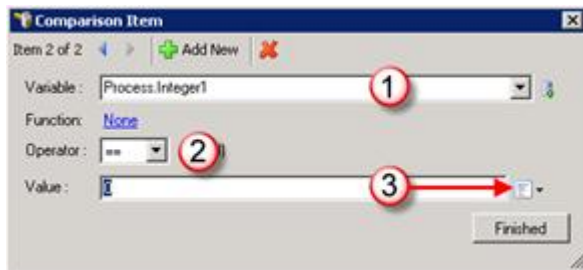 Comparison Item
Item 2 of 2 Add New
Variable : Process.Integer1 1
Function: None
Operator : == 2
Value : 0 3
Finished